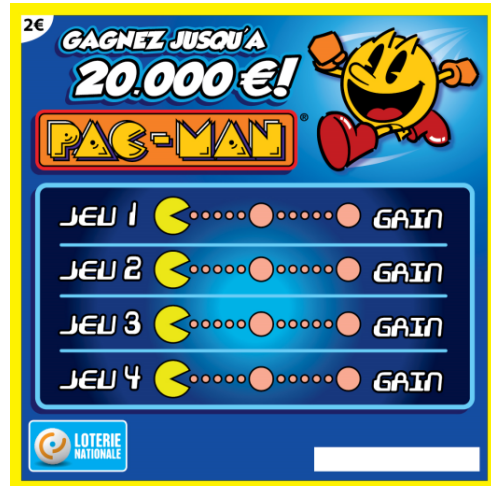 2€
GAGNEZ JUSQU'A
20.000 €!
PAC-MAN®
JEU 1 GAIN
JEU 2 GAIN
JEU 3 GAIN
JEU 4 GAIN
LOTERIE
NATIONALE